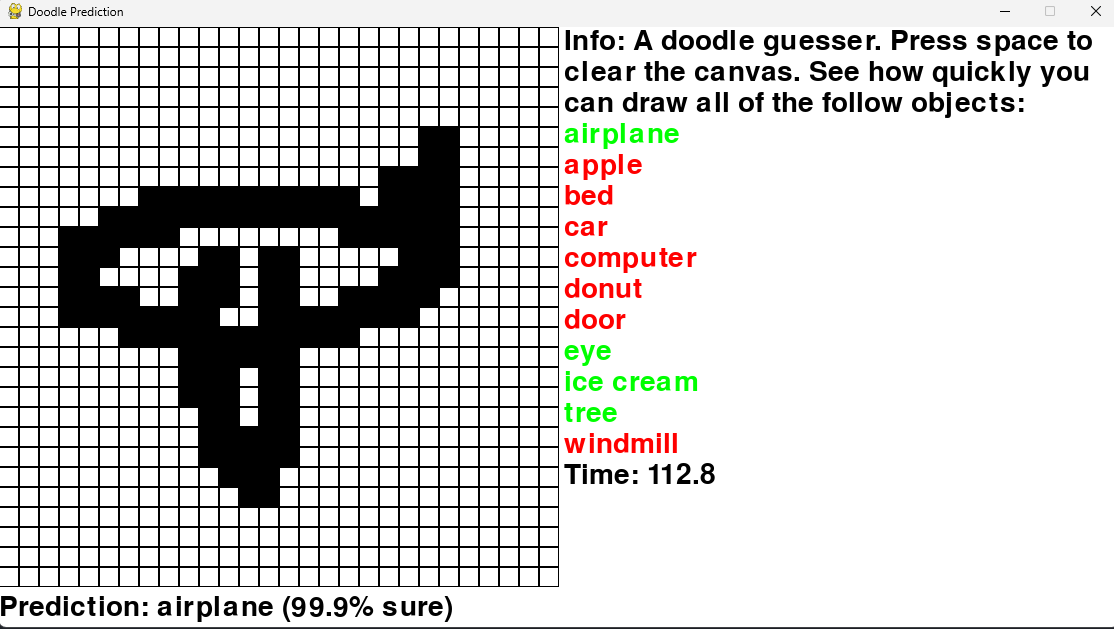 Doodle Prediction
Info: A doodle guesser. Press space to
clear the canvas. See how quickly you
can draw all of the follow objects:
airplane
apple
bed
car
computer
donut
door
eye
ice cream
tree
windmill
Time: 112.8
Prediction: airplane (99.9% sure)